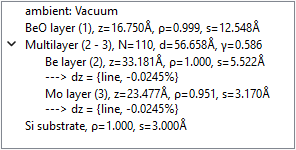 ambient: Vacuum
BeO layer (1), z=16.750Å, ρ=0.999, s=12.548Å
Multilayer (2 - 3), N=110, d=56.658Å, γ=0.586
Be layer (2), z=33.181Å, ρ=1.000, s=5.522Å
---> dz = {line, -0.0245%}
Mo layer (3), z=23.477Å, ρ=0.951, s=3.170Å
---> dz = {line, -0.0245%}
Si substrate, ρ=1.000, s=3.000Å